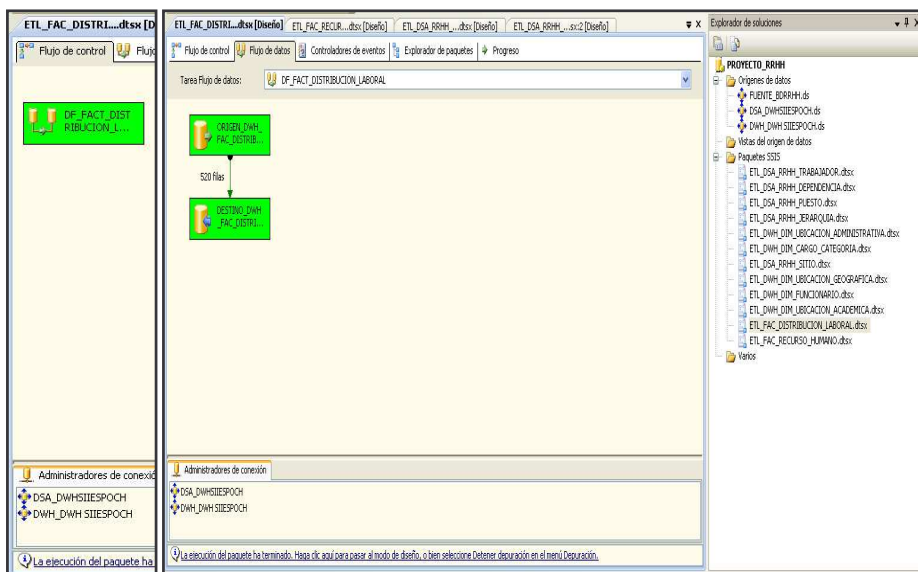 ETL_FAC_DISTRI....dtsx [D
Flujo de control Flujo
DF_FACT_DIST
RIBUCION_L...
Administradores de conexió
DSA_DWHSIIESPOCH
DWH_DWH SIIESPOCH
La ejecución del paquete ha
ETL_FAC_DISTRI...dtsx [Diseño] ETL_FAC_RECUR...dtsx [Diseño] ETL_DSA_RRHH_...dtsx [Diseño] ETL_DSA_RRHH_...sx:2 [Diseño]
Flujo de control Flujo de datos Controladores de eventos Explorador de paquetes Progreso
Tarea Flujo de datos: DF_FACT_DISTRIBUCION_LABORAL
ORIGEN_DWH_
FAC_DISTRIB...
520 filas
DESTINO_DWH
_FAC_DISTRI...
Administradores de conexión
DSA_DWHSIIESPOCH
DWH_DWH SIIESPOCH
La ejecución del paquete ha terminado. Haga clic aquí para pasar al modo de diseño, o bien seleccione Detener depuración en el menú Depuración.
Explorador de soluciones
PROYECTO_RRHH
Orígenes de datos
FUENTE_BDRRHH.ds
DSA_DWHSIIESPOCH.ds
DWH_DWH SIIESPOCH.ds
Vistas del origen de datos
Paquetes SSIS
ETL_DSA_RRHH_TRABAJADOR.dtsx
ETL_DSA_RRHH_DEPENDENCIA.dtsx
ETL_DSA_RRHH_PUESTO.dtsx
ETL_DSA_RRHH_JERARQUIA.dtsx
ETL_DWH_DIM_UBICACION_ADMINISTRATIVA.dtsx
ETL_DWH_DIM_CARGO_CATEGORIA.dtsx
ETL_DSA_RRHH_SITIO.dtsx
ETL_DWH_DIM_UBICACION_GEOGRAFICA.dtsx
ETL_DWH_DIM_FUNCIONARIO.dtsx
ETL_DWH_DIM_UBICACION_ACADEMICA.dtsx
ETL_FAC_DISTRIBUCION_LABORAL.dtsx
ETL_FAC_RECURSO_HUMANO.dtsx
Varios